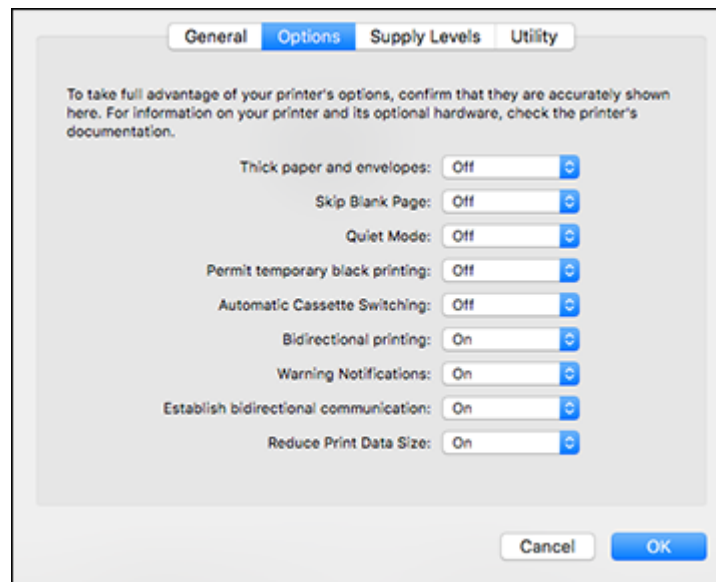 General Options Supply Levels Utility
To take full advantage of your printer's options, confirm that they are accurately shown
here. For information on your printer and its optional hardware, check the printer's
documentation.
Thick paper and envelopes: Off
Skip Blank Page: Off
Quiet Mode: Off
Permit temporary black printing: Off
Automatic Cassette Switching: Off
Bidirectional printing: On
Warning Notifications: On
Establish bidirectional communication: On
Reduce Print Data Size: On
Cancel OK